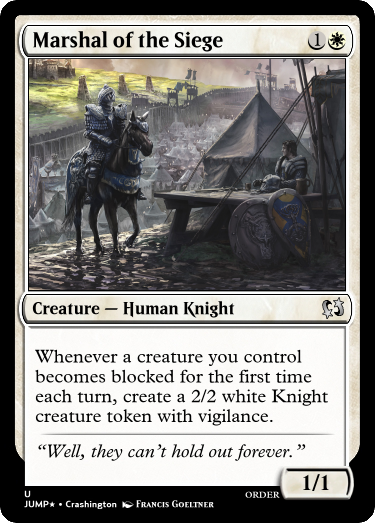 Marshal of the Siege 1
Creature — Human Knight
Whenever a creature you control
becomes blocked for the first time
each turn, create a 2/2 white Knight
creature token with vigilance.
“Well, they can’t hold out forever.”
1/1
U ORDER
JUMP★ • Crashington Francis Goeltner